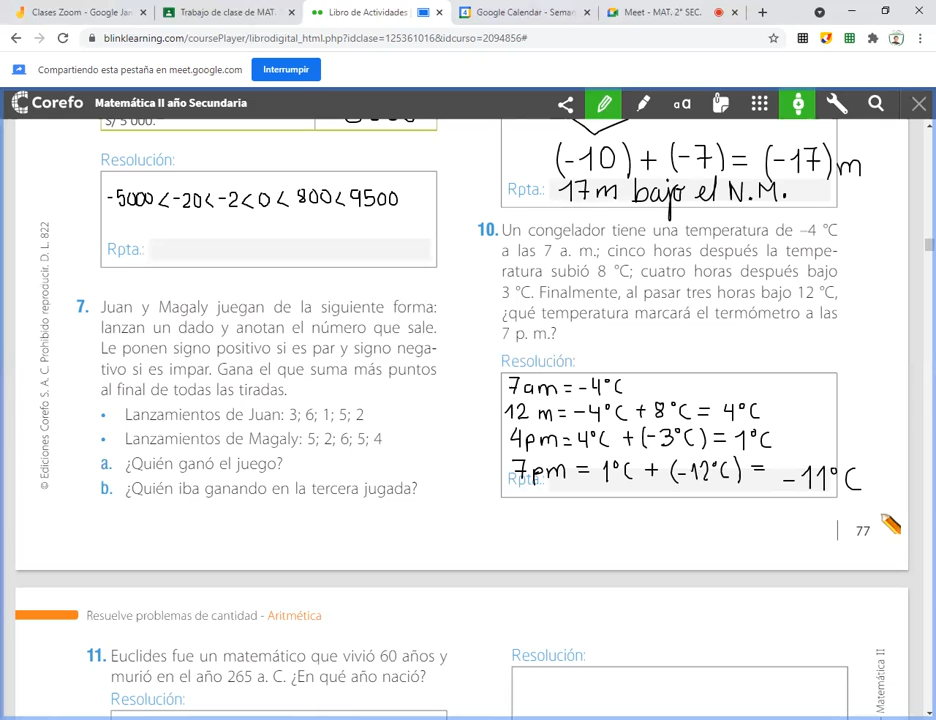 Clases Zoom - Google Jan
Trabajo de clase de MAT.
Libro de Actividades
Google Calendar - Seman
Meet - MAT. 2° SEC.
blinklearning.com/coursePlayer/librodigital_html.php?idclase=125361016&idcurso=2094856#
Compartiendo esta pestaña en meet.google.com
Interrumpir
Corefo
Matemática II año Secundaria
aA
S/ 5 000.
Resolución:
-5000 < -20 < -2 < 0 < 800 < 9500
Rpta.:
© Ediciones Corefo S. A. C. Prohibido reproducir. D. L. 822
7. Juan y Magaly juegan de la siguiente forma:
lanzan un dado y anotan el número que sale.
Le ponen signo positivo si es par y signo nega-
tivo si es impar. Gana el que suma más puntos
al final de todas las tiradas.
• Lanzamientos de Juan: 3; 6; 1; 5; 2
• Lanzamientos de Magaly: 5; 2; 6; 5; 4
a. ¿Quién ganó el juego?
b. ¿Quién iba ganando en la tercera jugada?
(-10) + (-7) = (-17) m
Rpta.: 17 m bajo el N.M.
10. Un congelador tiene una temperatura de –4 °C
a las 7 a. m.; cinco horas después la tempe-
ratura subió 8 °C; cuatro horas después bajo
3 °C. Finalmente, al pasar tres horas bajo 12 °C,
¿qué temperatura marcará el termómetro a las
7 p. m.?
Resolución:
7am = -4°C
12 m = -4°C + 8°C = 4°C
4pm = 4°C + (-3°C) = 1°C
7pm = 1°C + (-12°C) = -11°C
Rpta.:
77
Resuelve problemas de cantidad - Aritmética
11. Euclides fue un matemático que vivió 60 años y
murió en el año 265 a. C. ¿En qué año nació?
Resolución:
Resolución:
Matemática II